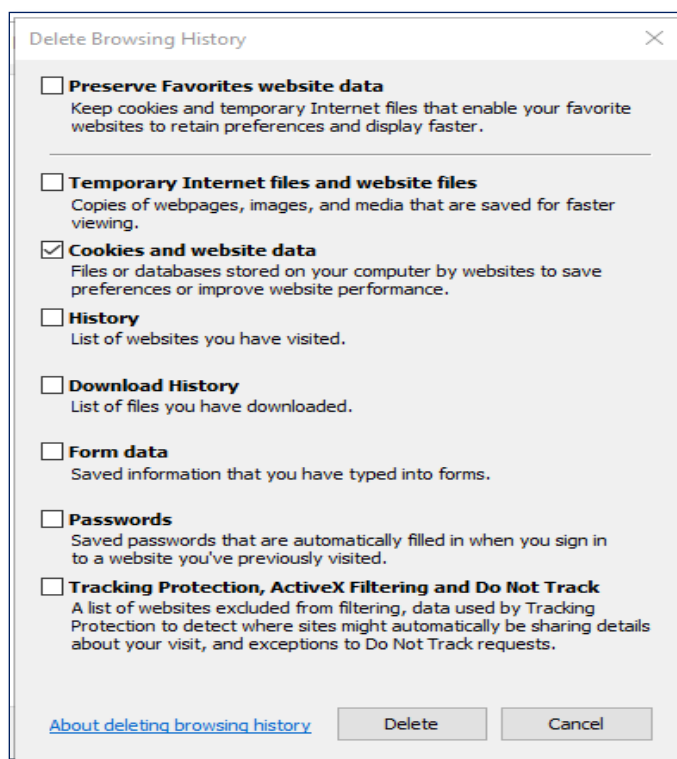 Delete Browsing History
Preserve Favorites website data
Keep cookies and temporary Internet files that enable your favorite
websites to retain preferences and display faster.
Temporary Internet files and website files
Copies of webpages, images, and media that are saved for faster
viewing.
Cookies and website data
Files or databases stored on your computer by websites to save
preferences or improve website performance.
History
List of websites you have visited.
Download History
List of files you have downloaded.
Form data
Saved information that you have typed into forms.
Passwords
Saved passwords that are automatically filled in when you sign in
to a website you've previously visited.
Tracking Protection, ActiveX Filtering and Do Not Track
A list of websites excluded from filtering, data used by Tracking
Protection to detect where sites might automatically be sharing details
about your visit, and exceptions to Do Not Track requests.
About deleting browsing history
Delete
Cancel